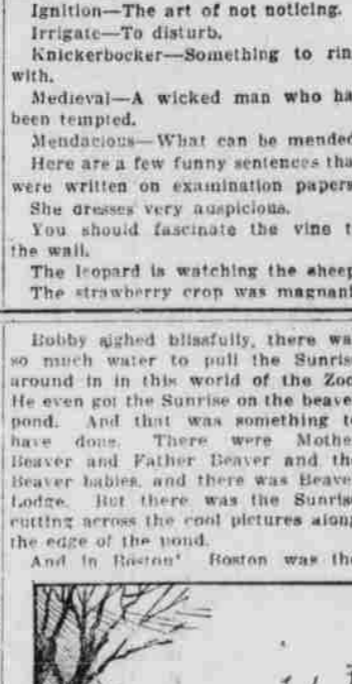 Ignition—The art of not noticing.
Irrigate—To disturb.
Knickerbocker—Something to rin
with.
Medieval—A wicked man who ha
been tempted.
Mendacious—What can be mended
Here are a few funny sentences tha
were written on examination papers
She dresses very auspicious.
You should fascinate the vine t
the wall.
The leopard is watching the sheep
The strawberry crop was magnani
Bobby sighed blissfully, there wa
so much water to pull the Sunris
around in in this world of the Zoo
He even got the Sunrise on the beave
pond. And that was something t
have done. There were Mothe
Beaver and Father Beaver and th
Beaver babies, and there was Beave
Lodge. But there was the Sunris
cutting across the cool pictures along
the edge of the pond.
And in Boston! Boston was the